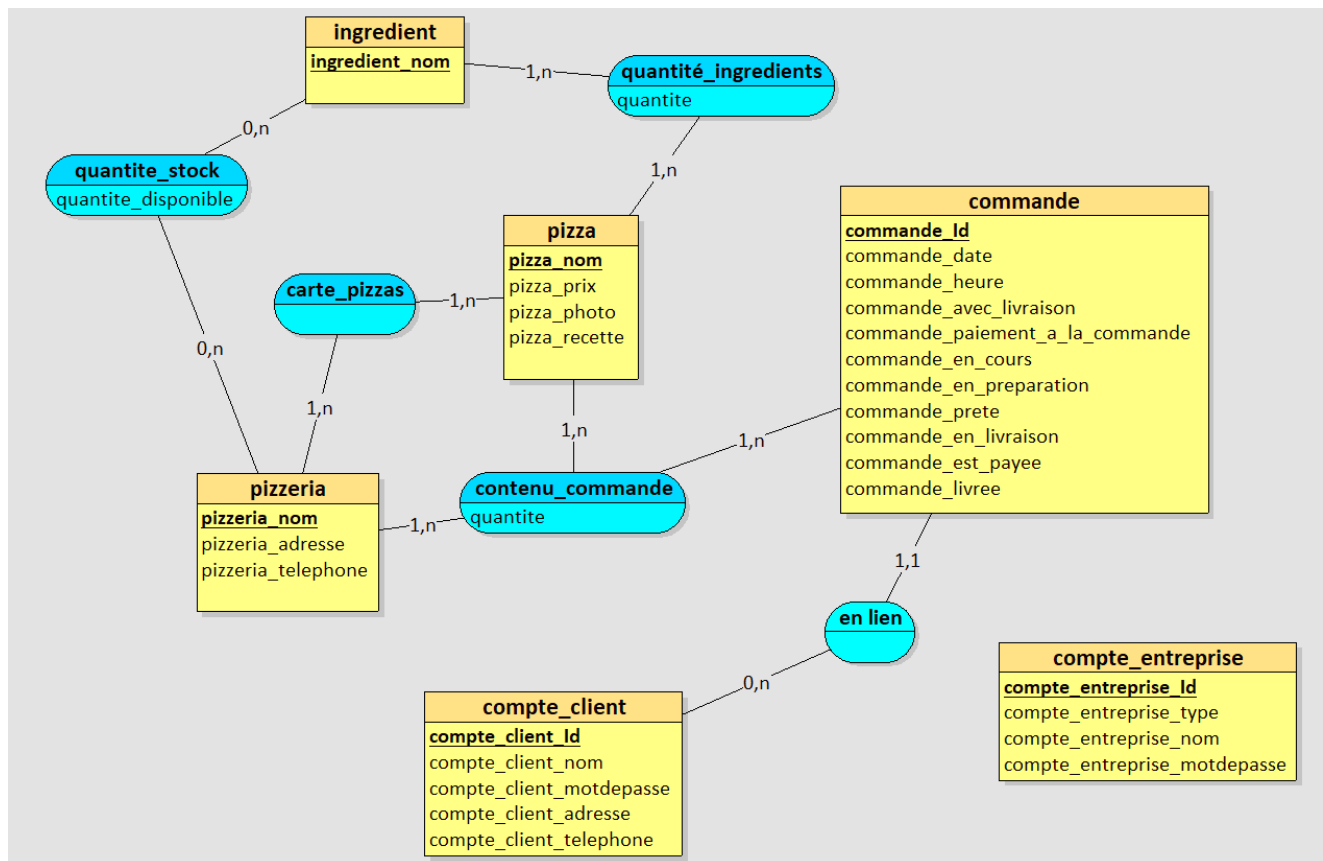 ingredient
ingredient_nom
1,n
quantité_ingredients
quantite
0,n
quantite_stock
quantite_disponible
1,n
commande
commande_Id
commande_date
commande_heure
commande_avec_livraison
commande_paiement_a_la_commande
commande_en_cours
commande_en_preparation
commande_prete
commande_en_livraison
commande_est_payee
commande_livree
pizza
pizza_nom
pizza_prix
pizza_photo
pizza_recette
carte_pizzas
1,n
0,n
1,n
1,n
1,n
pizzeria
pizzeria_nom
pizzeria_adresse
pizzeria_telephone
1,n
contenu_commande
quantite
1,1
en lien
0,n
compte_entreprise
compte_entreprise_Id
compte_entreprise_type
compte_entreprise_nom
compte_entreprise_motdepasse
compte_client
compte_client_Id
compte_client_nom
compte_client_motdepasse
compte_client_adresse
compte_client_telephone